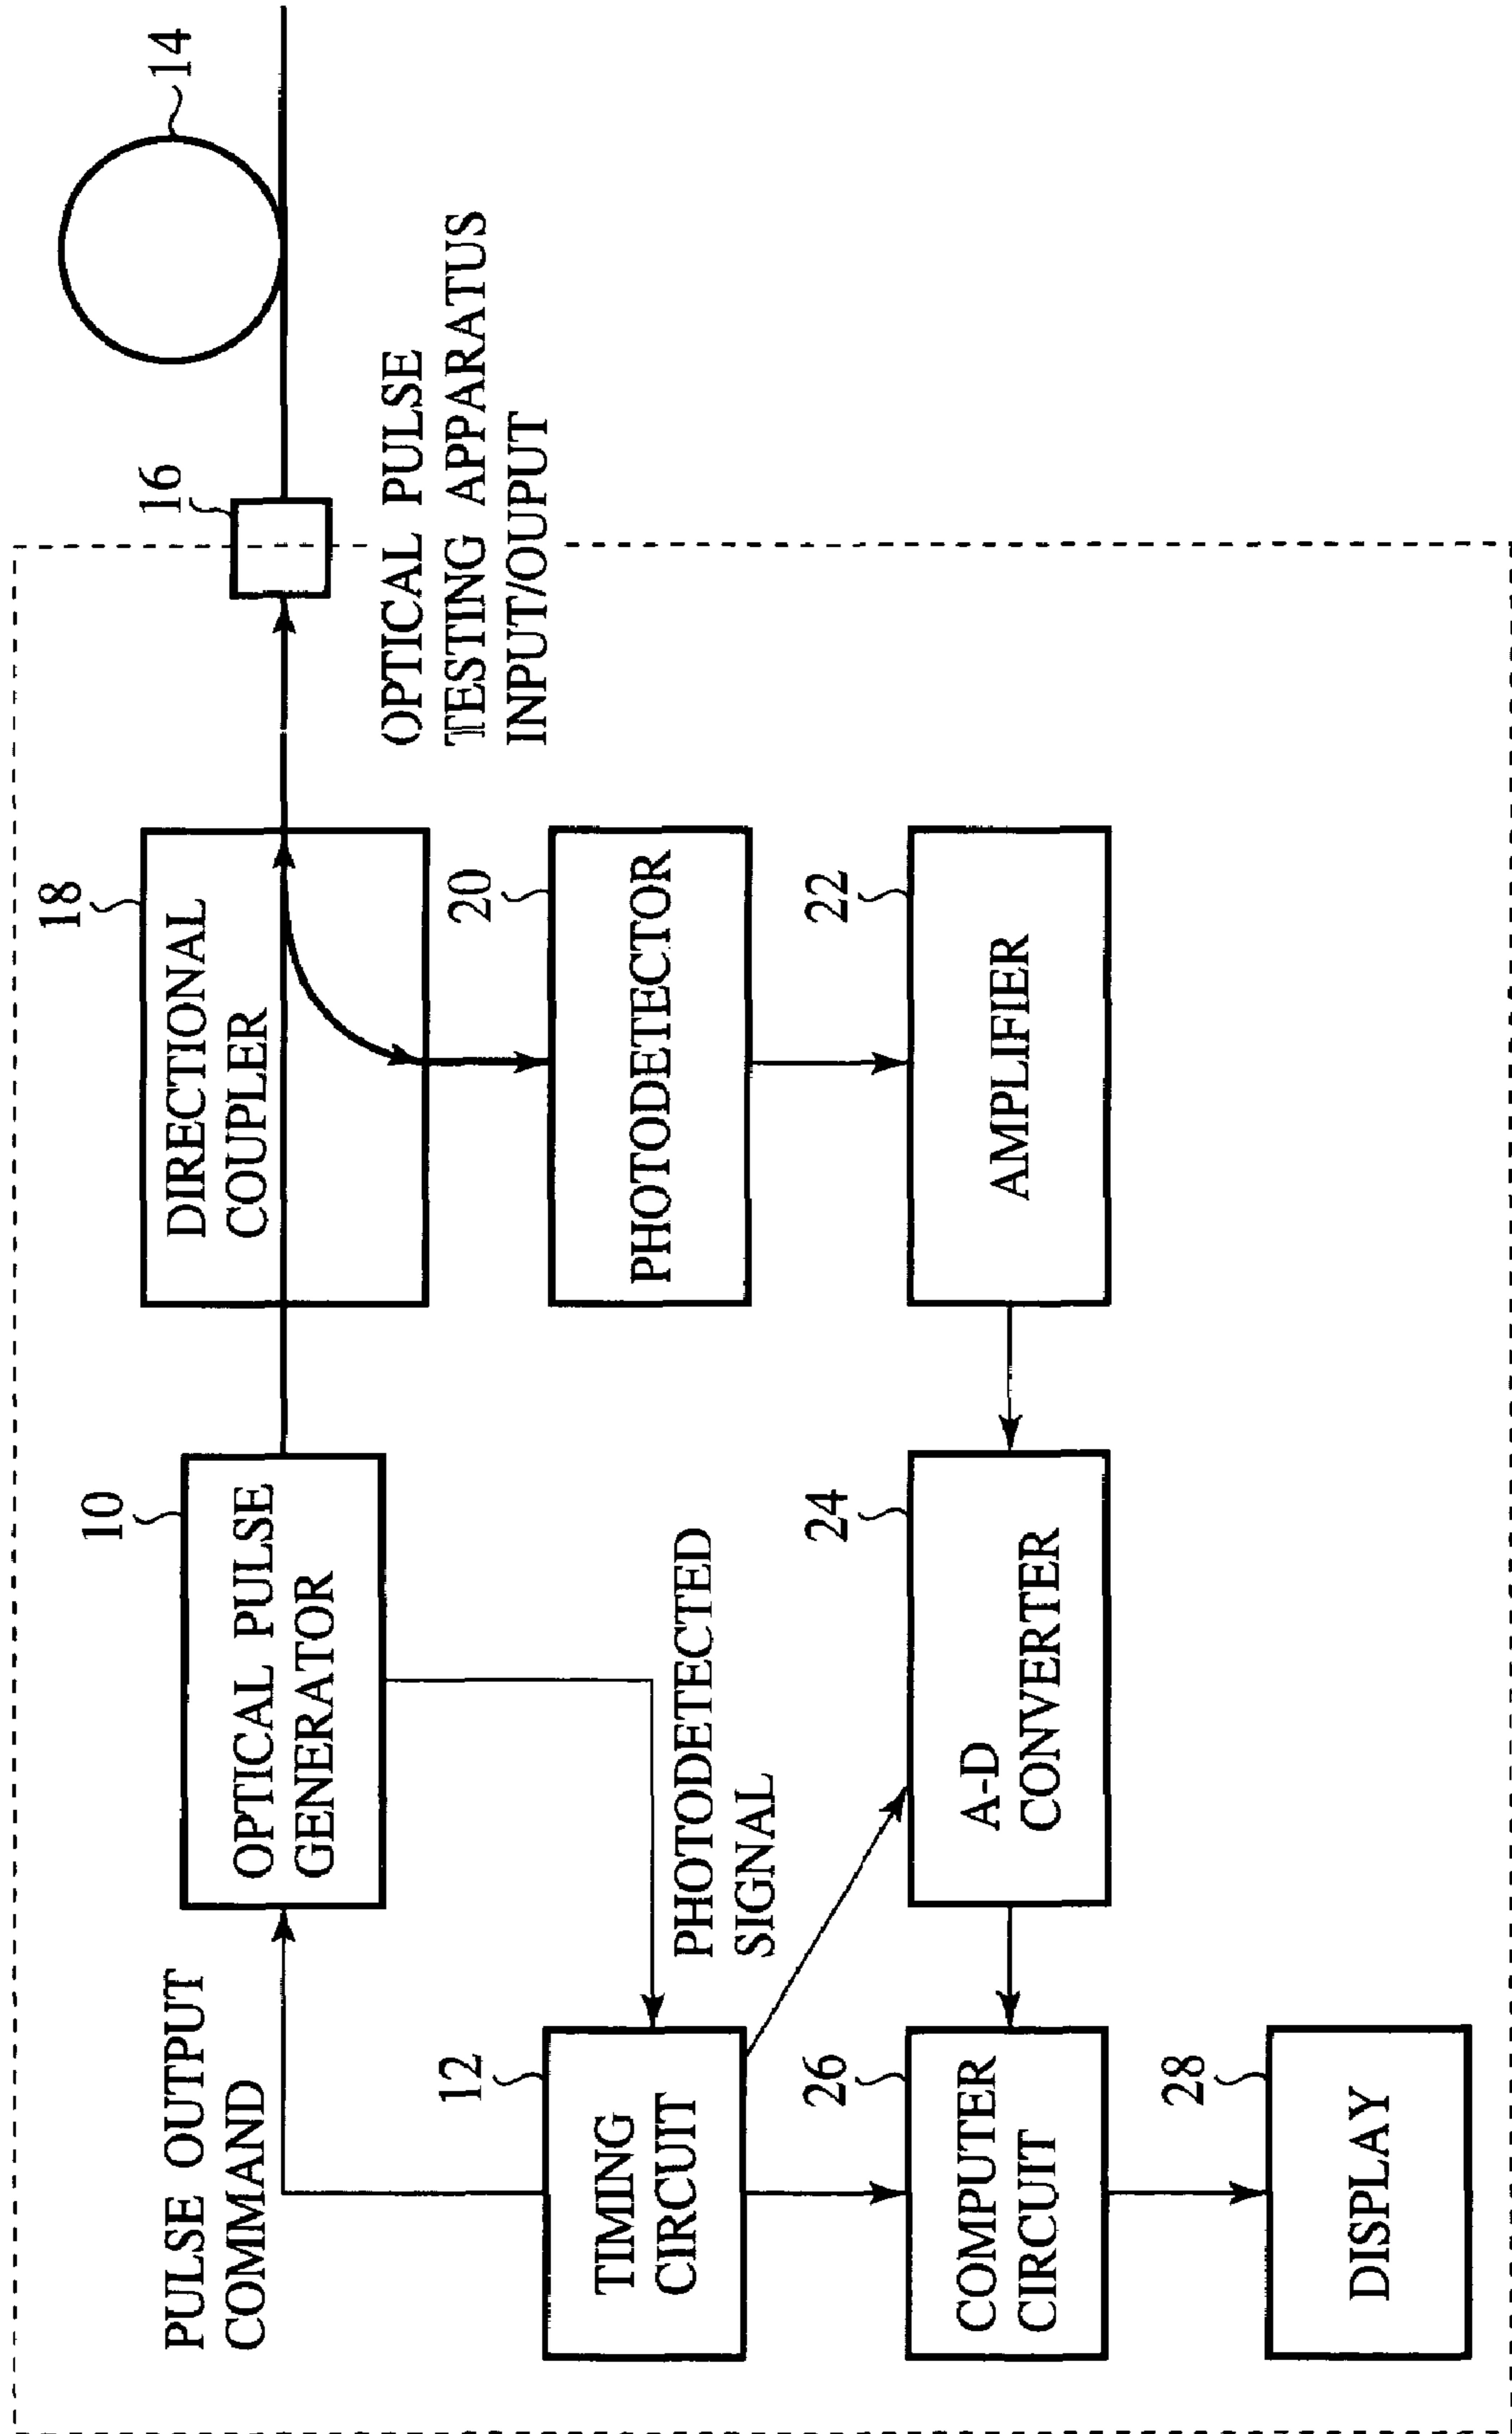 14
16
OPTICAL PULSE
TESTING APPARATUS
INPUT/OUPUT
18
DIRECTIONAL
COUPLER
10
OPTICAL PULSE
GENERATOR
PULSE OUTPUT
COMMAND
20
PHOTODETECTOR
PHOTODETECTED
SIGNAL
12
TIMING
CIRCUIT
22
AMPLIFIER
24
A-D
CONVERTER
26
COMPUTER
CIRCUIT
28
DISPLAY